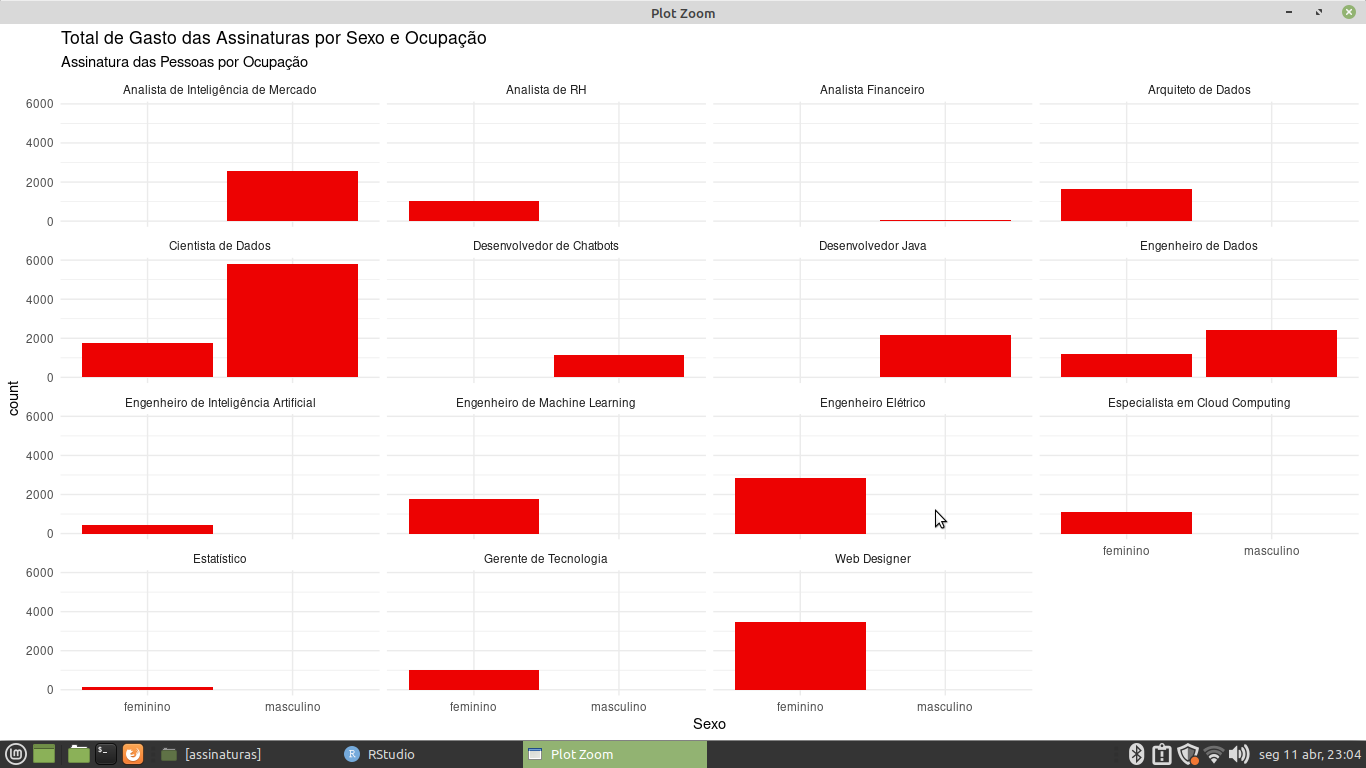 Plot Zoom
Total de Gasto das Assinaturas por Sexo e Ocupação
Assinatura das Pessoas por Ocupação
Analista de Inteligência de Mercado
Analista de RH
Analista Financeiro
Arquiteto de Dados
6000
4000
2000
0
Cientista de Dados
Desenvolvedor de Chatbots
Desenvolvedor Java
Engenheiro de Dados
6000
4000
2000
0
count
Engenheiro de Inteligência Artificial
Engenheiro de Machine Learning
Engenheiro Elétrico
Especialista em Cloud Computing
6000
4000
2000
0
feminino
masculino
Estatístico
Gerente de Tecnologia
Web Designer
6000
4000
2000
0
feminino
masculino
feminino
masculino
feminino
masculino
Sexo
[assinaturas]
R
RStudio
Plot Zoom
seg 11 abr, 23:04